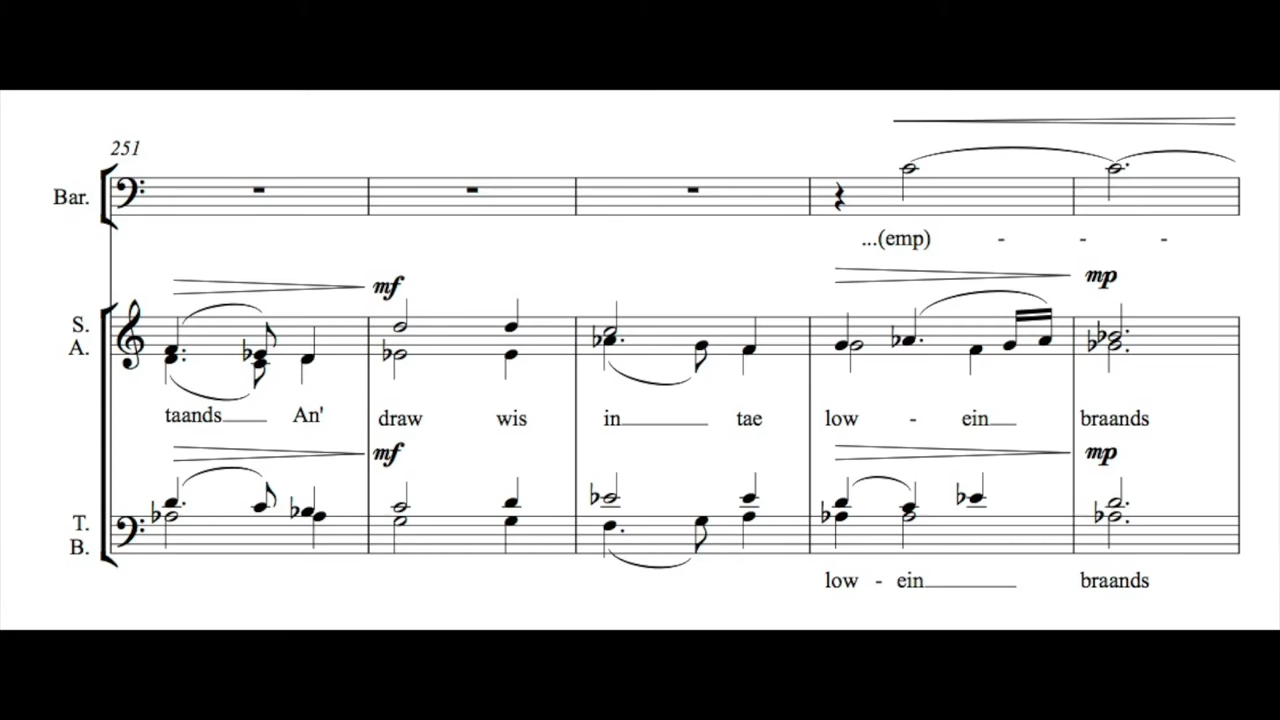 251
Bar.
...(emp) - - -
mf mp
S.
A.
taands An' draw wis in tae low - ein braands
mf mp
T.
B.
low - ein braands